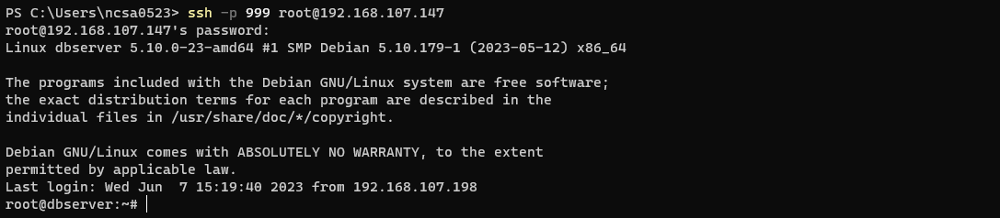 PS C:\Users\ncsa0523> ssh -p 999 root@192.168.107.147
root@192.168.107.147's password:
Linux dbserver 5.10.0-23-amd64 #1 SMP Debian 5.10.179-1 (2023-05-12) x86_64
The programs included with the Debian GNU/Linux system are free software;
the exact distribution terms for each program are described in the
individual files in /usr/share/doc/*/copyright.
Debian GNU/Linux comes with ABSOLUTELY NO WARRANTY, to the extent
permitted by applicable law.
Last login: Wed Jun  7 15:19:40 2023 from 192.168.107.198
root@dbserver:~#